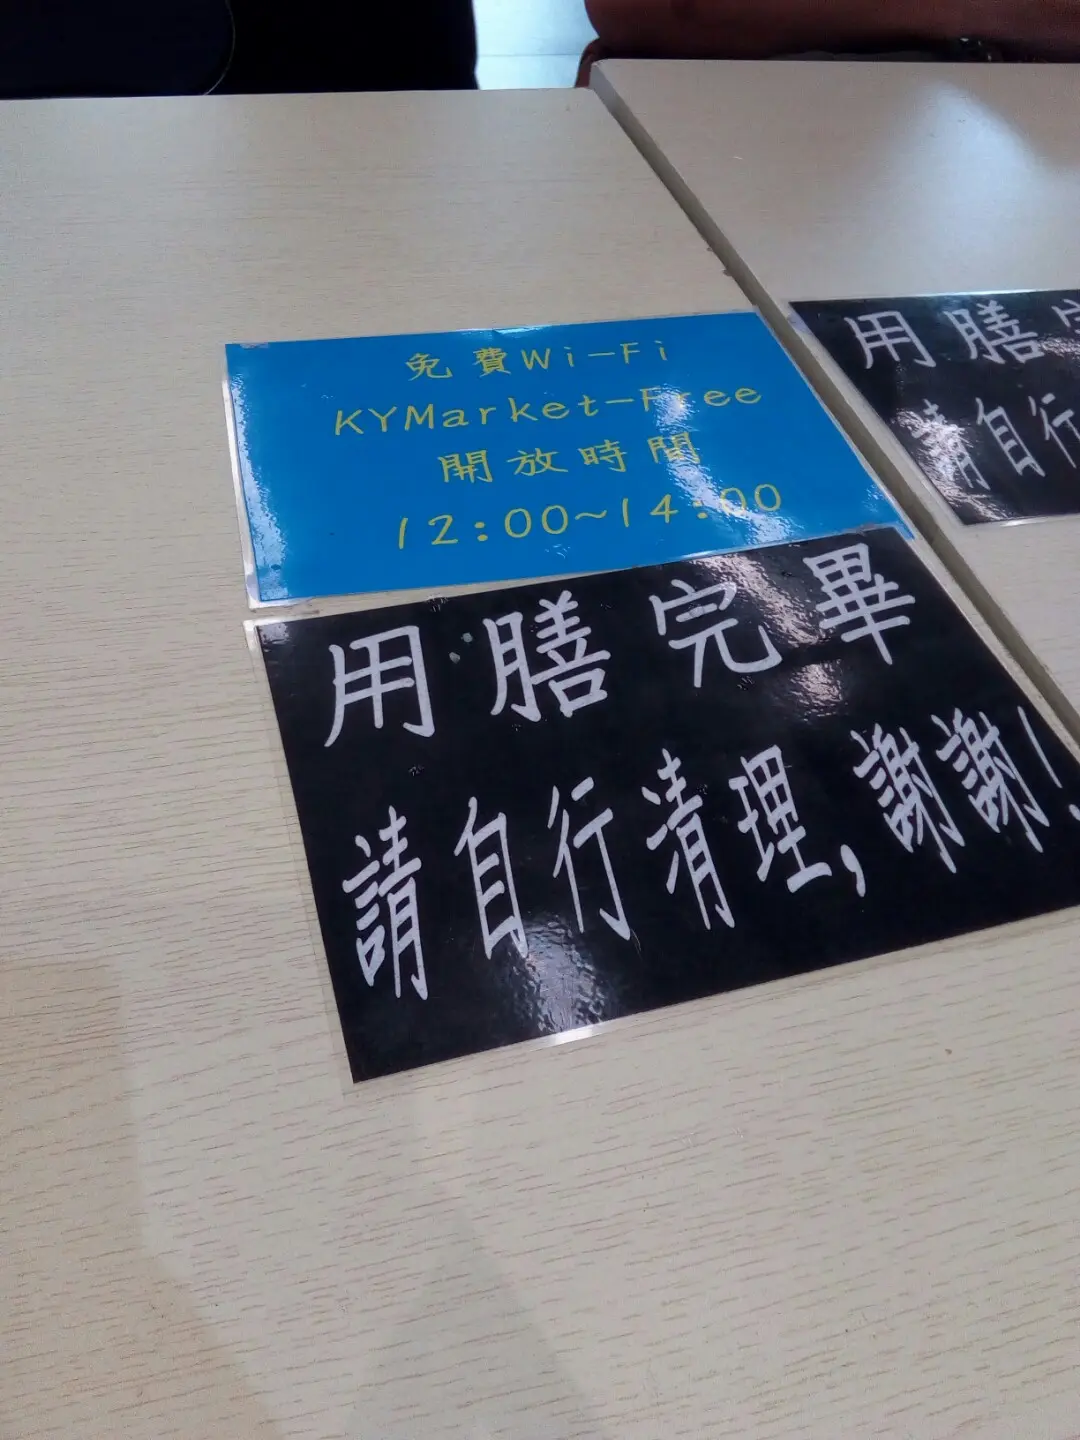 免費Wi-Fi
KYMarket-Free
開放時間
12:00~14:00
用膳完畢
請自行清理,謝謝!
用膳完
請自行